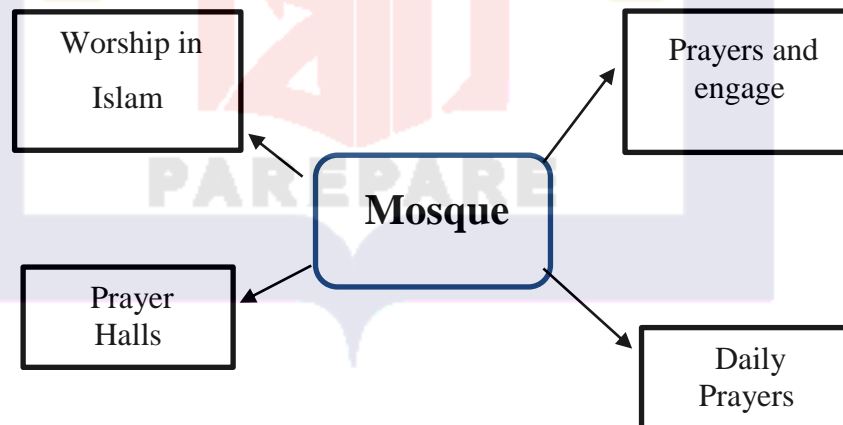 Worship in
Islam
Prayers and
engage
PAREPARE
Mosque
Prayer
Halls
Daily
Prayers